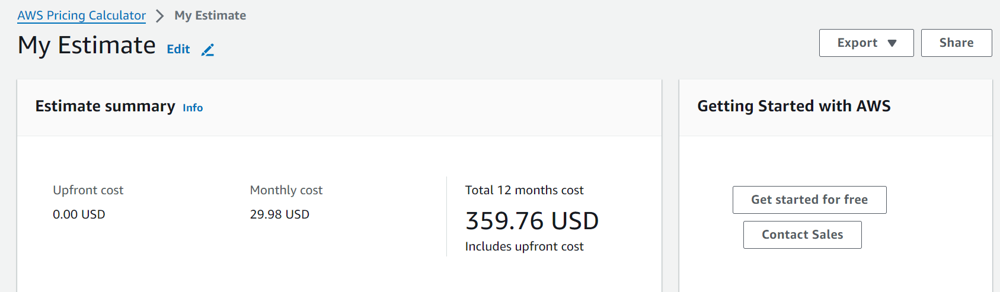 AWS Pricing Calculator > My Estimate
My Estimate Edit
Export ▼ Share
Estimate summary Info
Upfront cost
0.00 USD
Monthly cost
29.98 USD
Total 12 months cost
359.76 USD
Includes upfront cost
Getting Started with AWS
Get started for free
Contact Sales